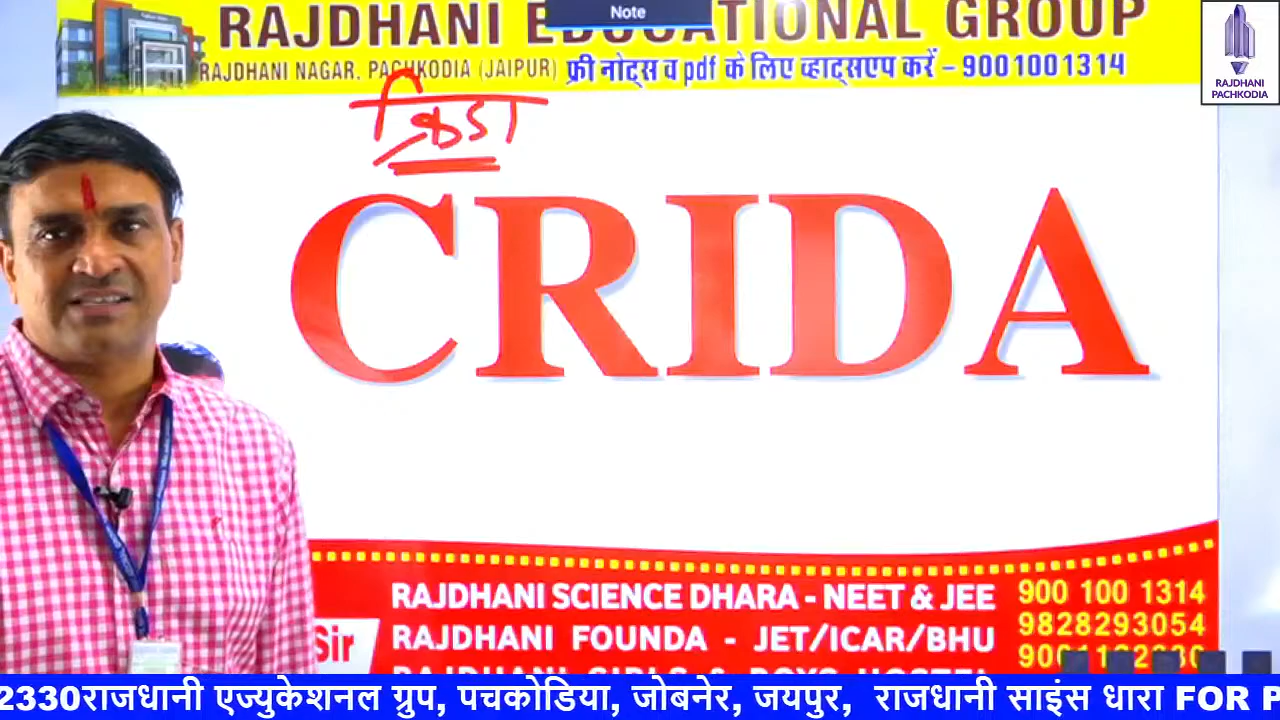 Note
RAJDHANI EDUCATIONAL GROUP
RAJDHANI NAGAR, PACHKODIA (JAIPUR) फ्री नोट्स व pdf के लिए व्हाट्सएप करें – 9001001314
RAJDHANI
PACHKODIA
क्रिडा
CRIDA
RAJDHANI SCIENCE DHARA - NEET & JEE 900 100 1314
Sir RAJDHANI FOUNDA - JET/ICAR/BHU 9828293054
2330राजधानी एज्युकेशनल ग्रुप, पचकोडिया, जोबनेर, जयपुर, राजधानी साइंस धारा FOR P